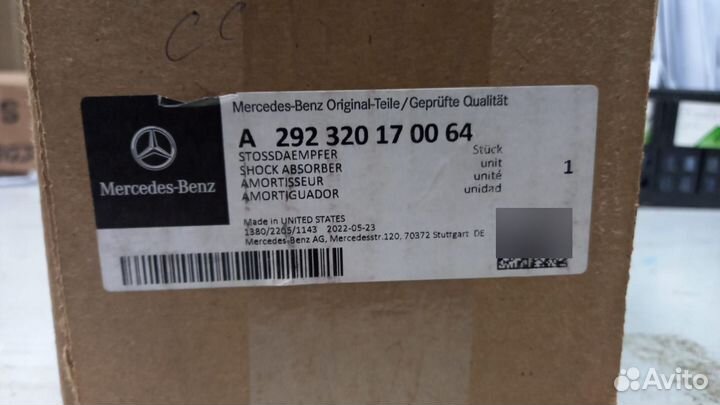 CC
Mercedes-Benz Original-Teile/Geprüfte Qualität
A 292 320 17 00 64
STOSSDAEMPFER Stück
SHOCK ABSORBER unit 1
AMORTISSEUR unité
AMORTIGUADOR unidad
Mercedes-Benz
Made in UNITED STATES
1380/2205/1143 2022-05-23
Mercedes-Benz AG, Mercedesstr.120, 70372 Stuttgart DE
Avito